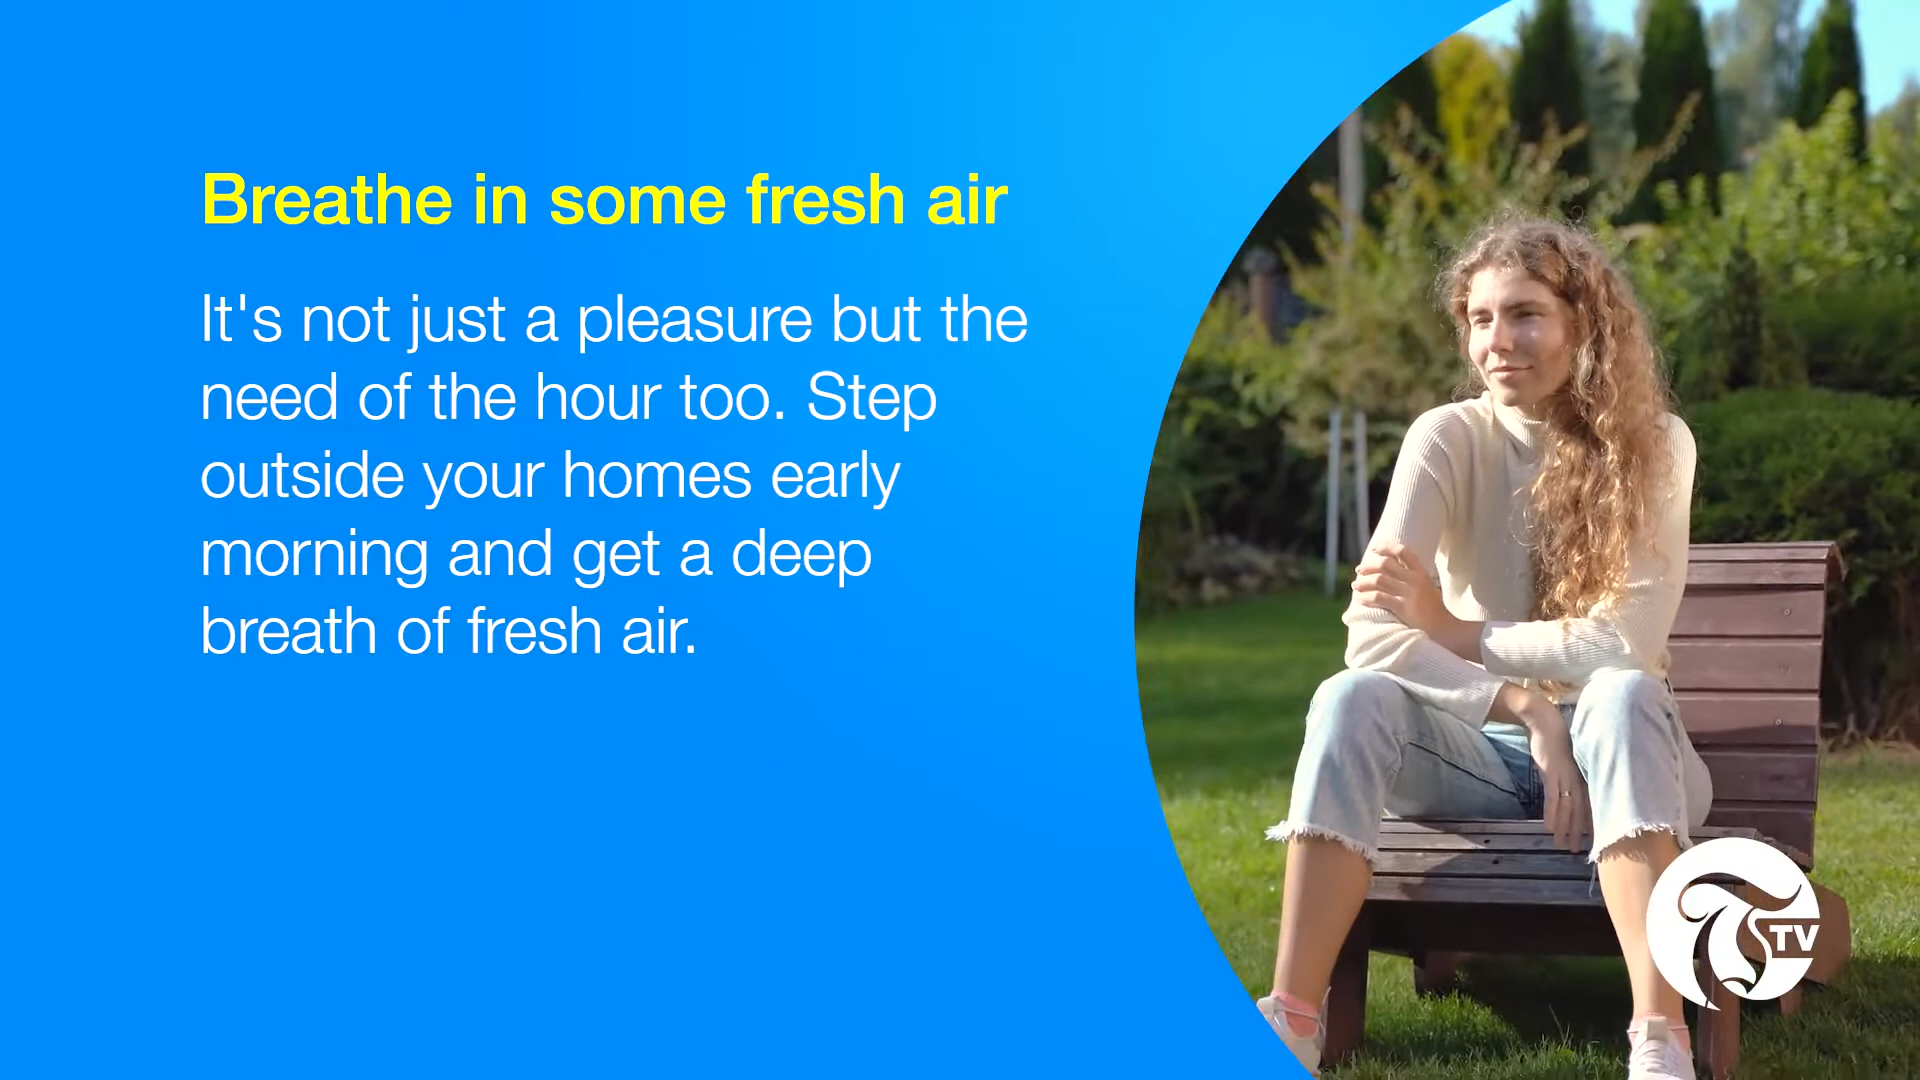 Breathe in some fresh air
It's not just a pleasure but the
need of the hour too. Step
outside your homes early
morning and get a deep
breath of fresh air.
TV